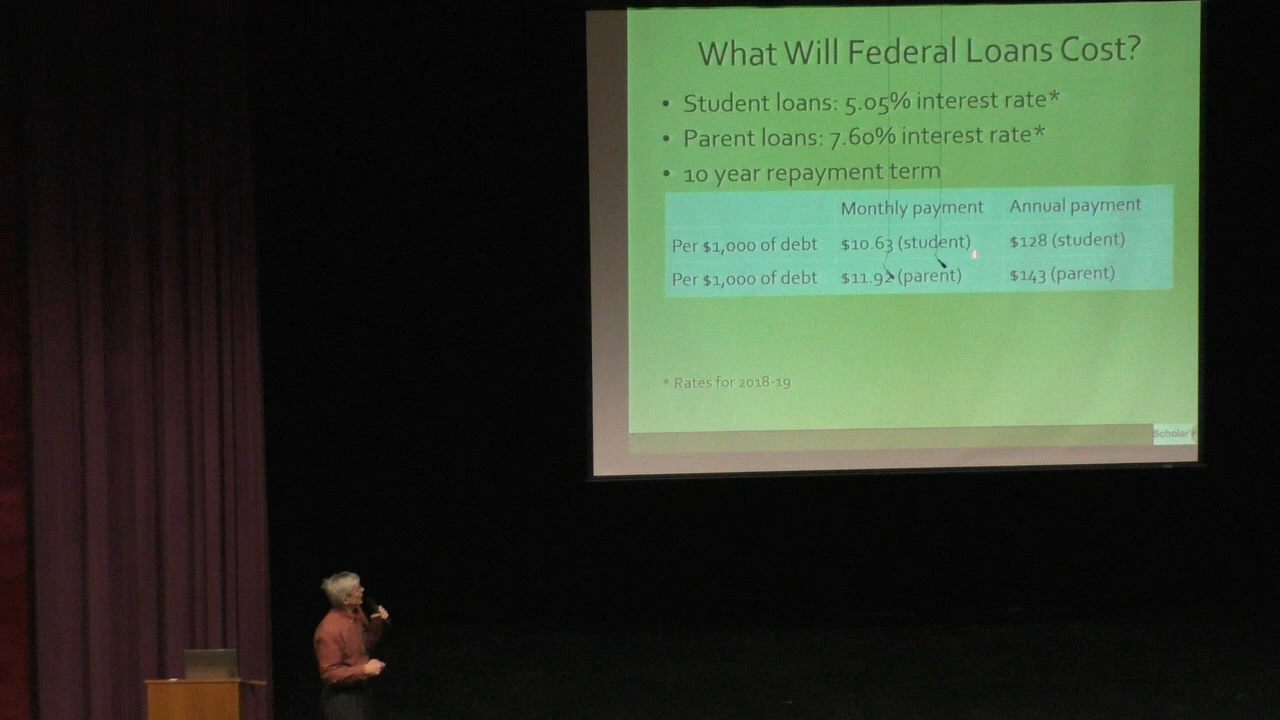 What Will Federal Loans Cost?
• Student loans: 5.05% interest rate*
• Parent loans: 7.60% interest rate*
• 10 year repayment term
Monthly payment Annual payment
Per $1,000 of debt $10.63 (student) $128 (student)
Per $1,000 of debt $11.92 (parent) $143 (parent)
* Rates for 2018-19
Scholar